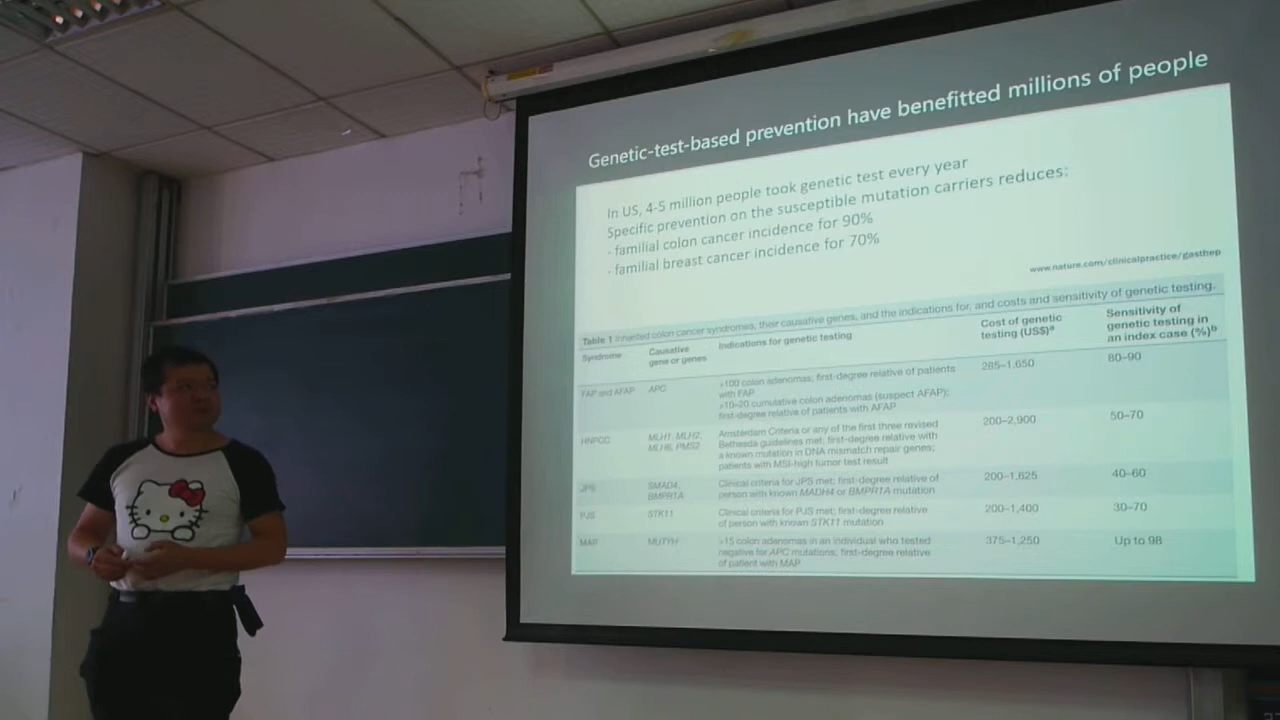 Genetic-test-based prevention have benefitted millions of people
In US, 4-5 million people took genetic test every year
Specific prevention on the susceptible mutation carriers reduces:
- familial colon cancer incidence for 90%
- familial breast cancer incidence for 70%
www.nature.com/clinicalpractice/gasthep
Table 1 Inherited colon cancer syndromes, their causative genes, and the indications for, and costs and sensitivity of genetic testing.
Syndrome
Causative
gene or genes
Indications for genetic testing
Cost of genetic
testing (US$)a
Sensitivity of
genetic testing in
an index case (%)b
FAP and AFAP
APC
>100 colon adenomas; first-degree relative of patients
with FAP
>10–20 cumulative colon adenomas (suspect AFAP);
first-degree relative of patients with AFAP
285–1,650
80–90
HNPCC
MLH1, MLH2,
MLH6, PMS2
Amsterdam Criteria or any of the first three revised
Bethesda guidelines met; first-degree relative with
a known mutation in DNA mismatch repair genes;
patients with MSI-high tumor test result
200–2,900
50–70
JPS
SMAD4,
BMPR1A
Clinical criteria for JPS met; first-degree relative of
person with known MADH4 or BMPR1A mutation
200–1,625
40–60
PJS
STK11
Clinical criteria for PJS met; first-degree relative
of person with known STK11 mutation
200–1,400
30–70
MAP
MUTYH
>15 colon adenomas in an individual who tested
negative for APC mutations; first-degree relative
of patient with MAP
375–1,250
Up to 98